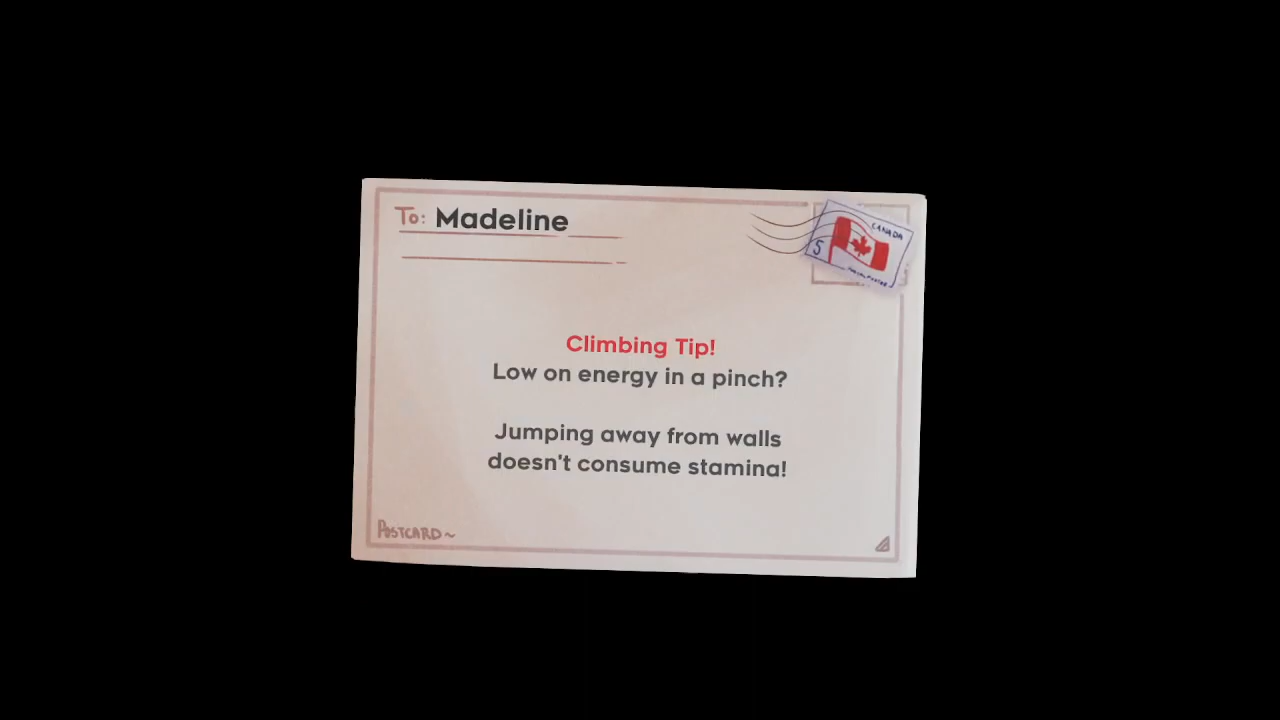 To: Madeline
CANADA
5
Climbing Tip!
Low on energy in a pinch?
Jumping away from walls
doesn't consume stamina!
POSTCARD~